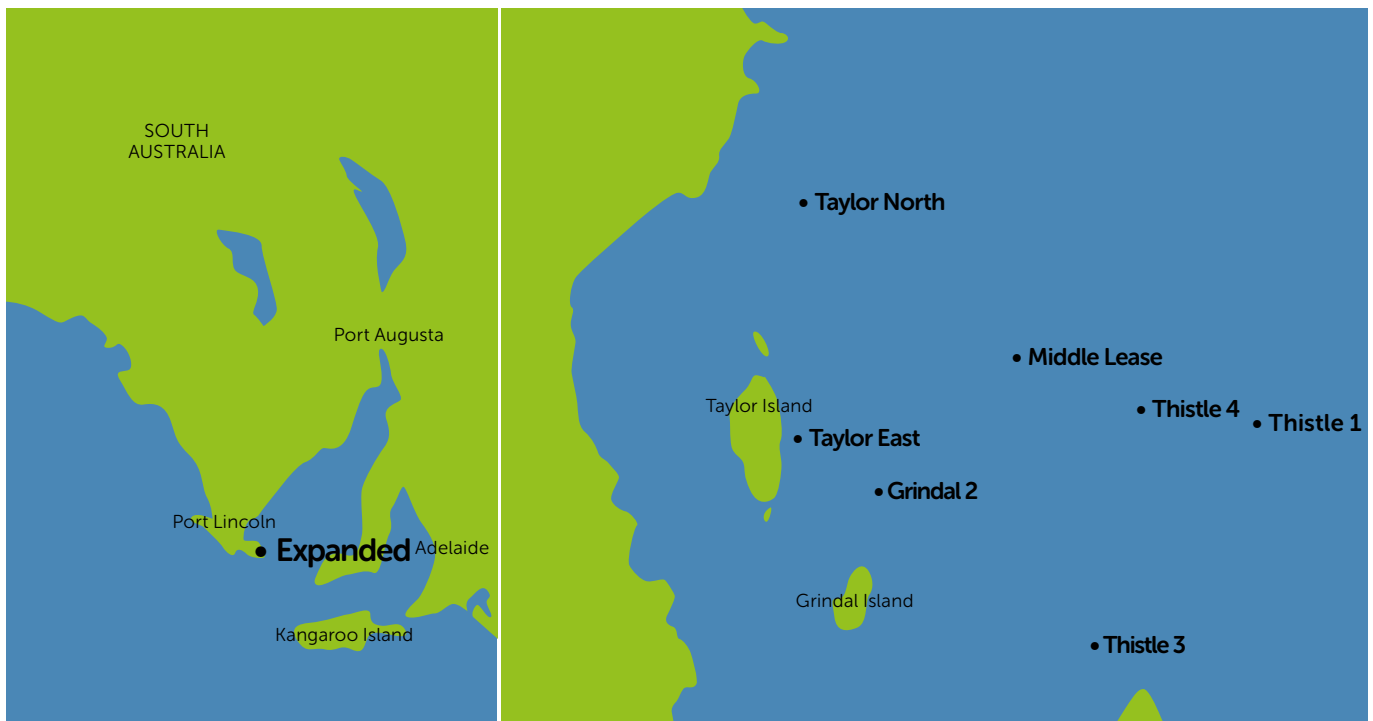 SOUTH
AUSTRALIA
Port Augusta
Port Lincoln
• Expanded
Adelaide
Kangaroo Island
• Taylor North
• Middle Lease
Taylor Island
• Thistle 4
• Thistle 1
• Taylor East
• Grindal 2
Grindal Island
• Thistle 3